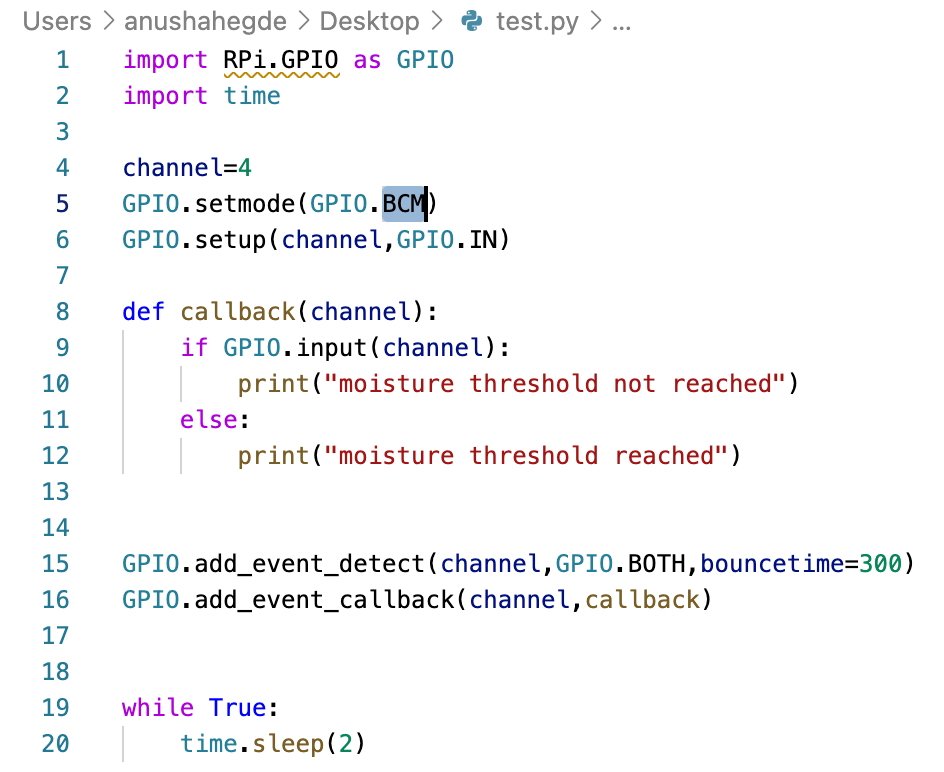 Users > anushahegde > Desktop > test.py > ...
1 import RPi.GPIO as GPIO
2 import time
3
4 channel=4
5 GPIO.setmode(GPIO.BCM)
6 GPIO.setup(channel,GPIO.IN)
7
8 def callback(channel):
9     if GPIO.input(channel):
10         print("moisture threshold not reached")
11     else:
12         print("moisture threshold reached")
13
14
15 GPIO.add_event_detect(channel,GPIO.BOTH,bouncetime=300)
16 GPIO.add_event_callback(channel,callback)
17
18
19 while True:
20     time.sleep(2)